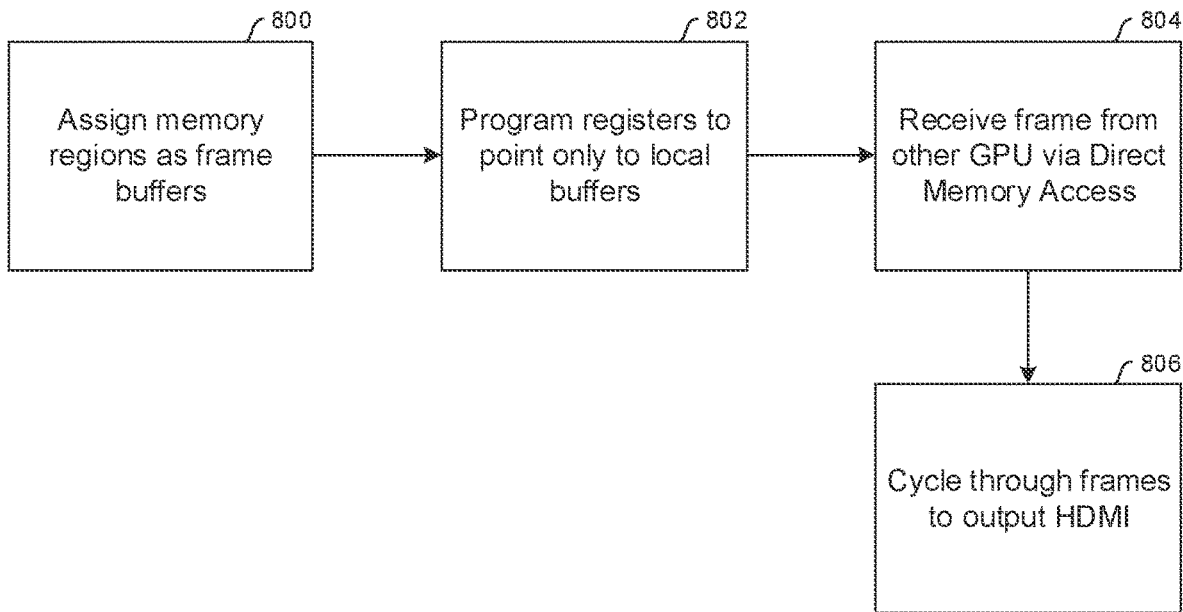 800
Assign memory
regions as frame
buffers
802
Program registers to
point only to local
buffers
804
Receive frame from
other GPU via Direct
Memory Access
806
Cycle through frames
to output HDMI